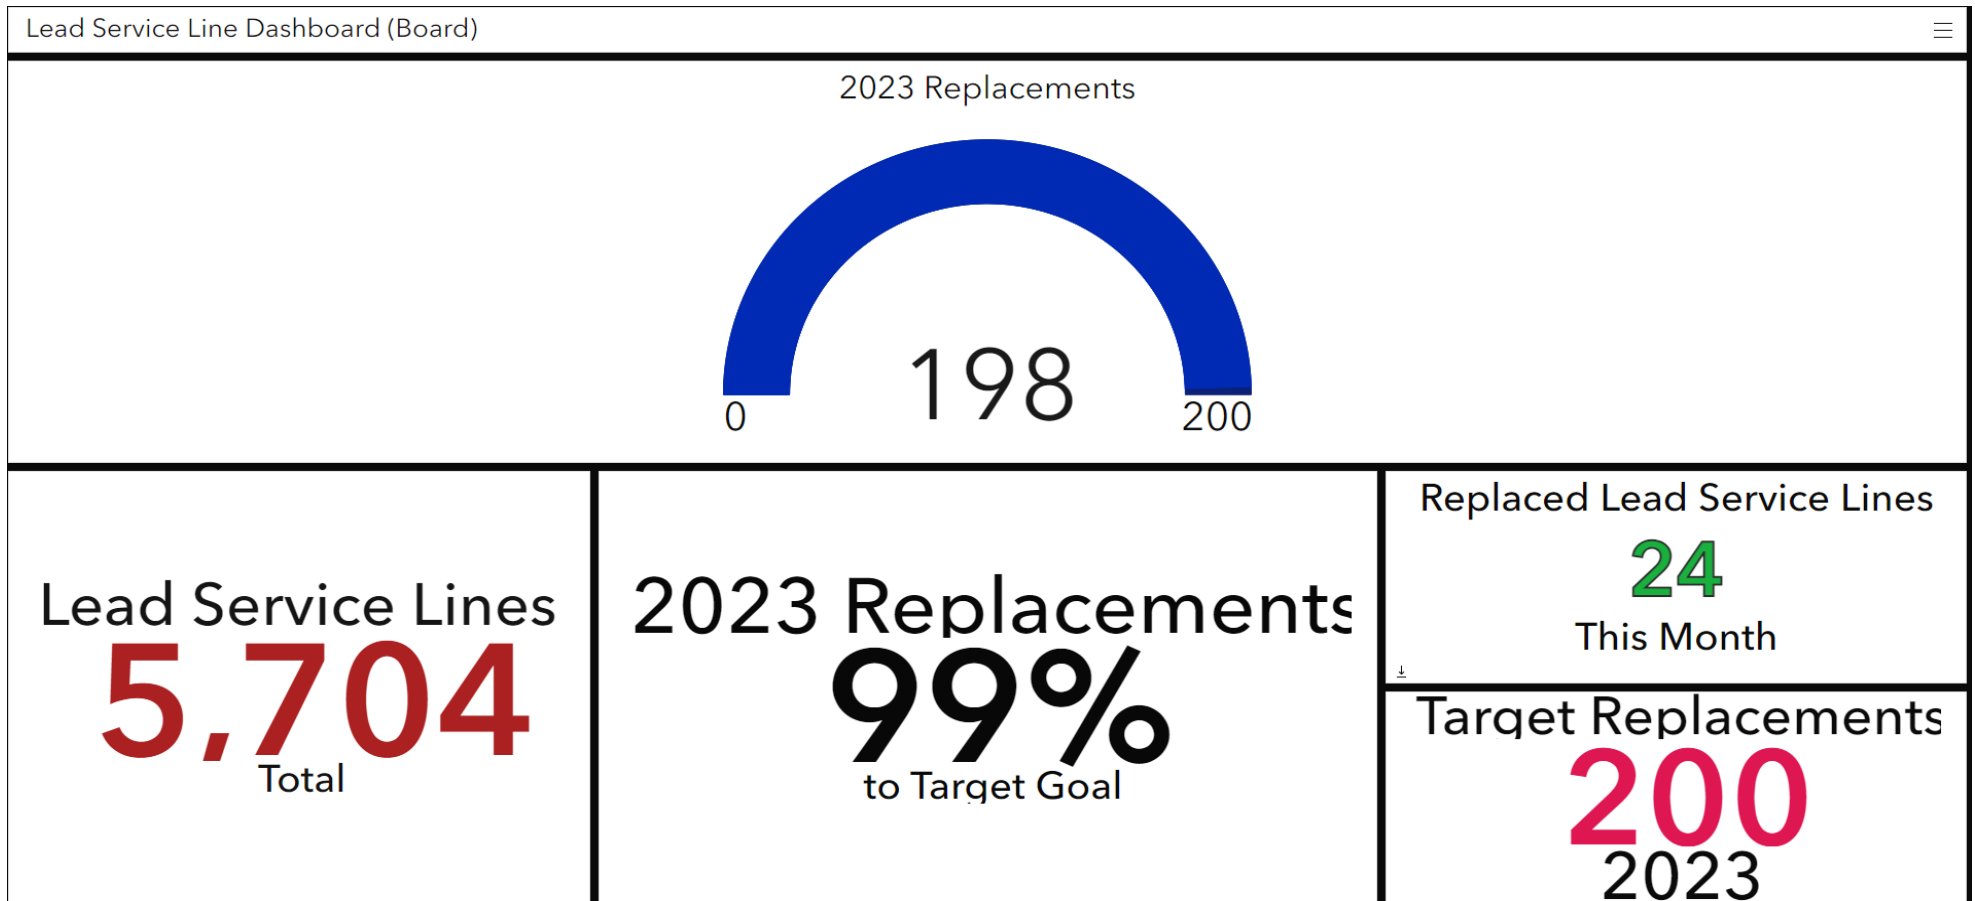 Lead Service Line Dashboard (Board)
2023 Replacements
198
0
200
Lead Service Lines
5,704
Total
2023 Replacements
99%
to Target Goal
Replaced Lead Service Lines
24
This Month
Target Replacements
200
2023